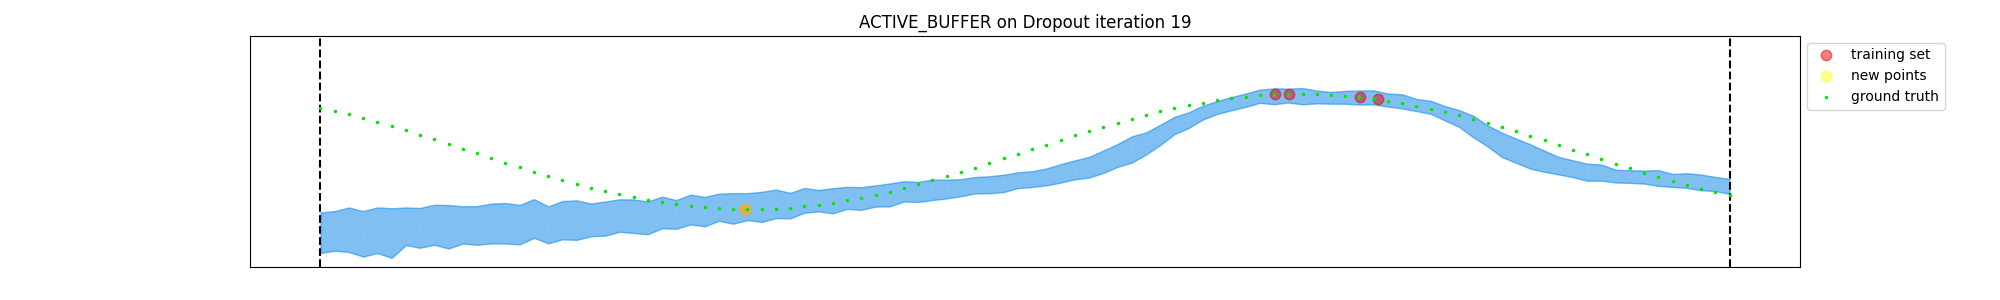 ACTIVE_BUFFER on Dropout iteration 19
training set
new points
ground truth